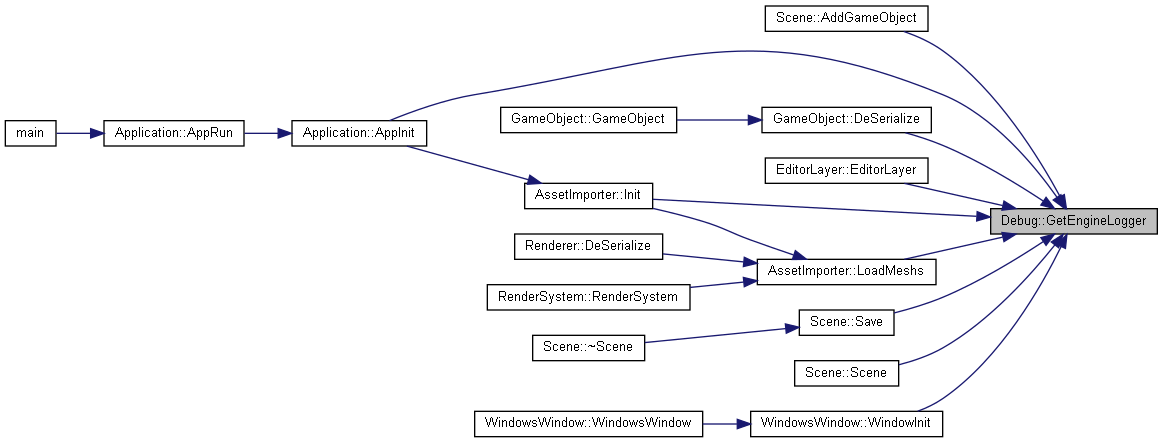 Scene::AddGameObject
GameObject::GameObject
GameObject::DeSerialize
main
Application::AppRun
Application::AppInit
EditorLayer::EditorLayer
AssetImporter::Init
Debug::GetEngineLogger
Renderer::DeSerialize
AssetImporter::LoadMeshs
RenderSystem::RenderSystem
Scene::Save
Scene::~Scene
Scene::Scene
WindowsWindow::WindowsWindow
WindowsWindow::WindowInit